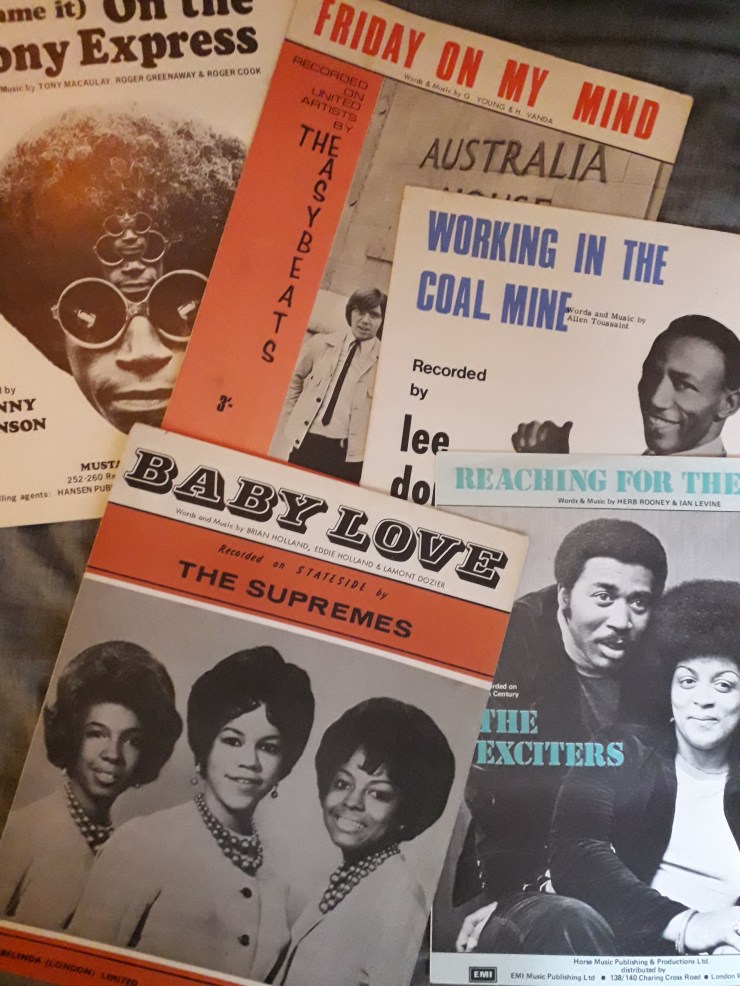 ame it) On the
ony Express
Music by TONY MACAULAY, ROGER GREENAWAY & ROGER COOK
by
NNY
NSON
MUSTA
252-260 Re
lling agents: HANSEN PUB
FRIDAY ON MY MIND
Words & Music by G. YOUNG & H. VANDA
RECORDED
ON
UNITED
ARTISTS
BY
THE
ASYBEATS
3'-
AUSTRALIA
HOUSE
WORKING IN THE
COAL MINE
Words and Music by
Allen Toussaint
Recorded
by
lee
do
BABY LOVE
Words and Music by BRIAN HOLLAND, EDDIE HOLLAND & LAMONT DOZIER
Recorded on STATESIDE by
THE SUPREMES
BELINDA (LONDON) LIMITED
REACHING FOR THE
Words & Music by HERB ROONEY & IAN LEVINE
rded on
Century
THE
EXCITERS
EMI
Horse Music Publishing & Productions Ltd.
distributed by
EMI Music Publishing Ltd • 138/140 Charing Cross Road • London W